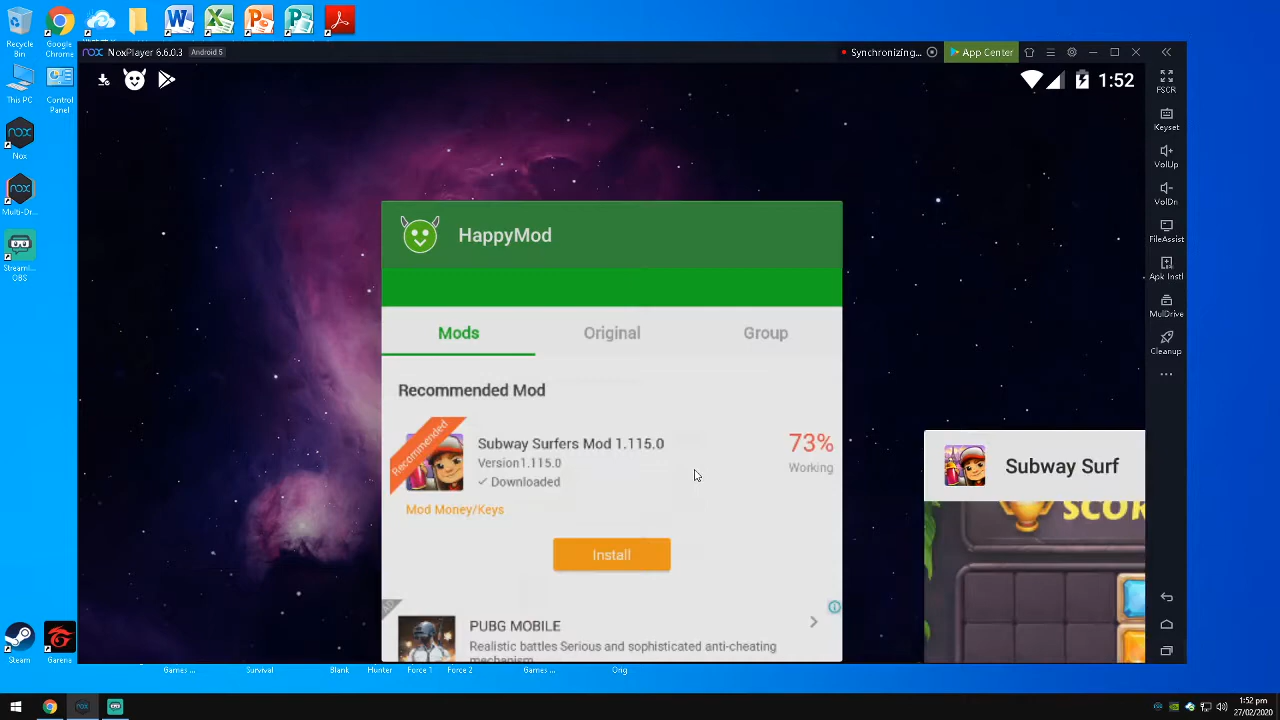 Recycle Bin
Google Chrome
NoxPlayer 6.6.0.3 Android 5
Synchronizing...
App Center
1:52
This PC
Control Panel
Nox
Multi-Dr...
Streaml... OBS
FSCR
Keyset
VolUp
VolDn
FileAssist
Apk Instl
MulDrive
Cleanup
HappyMod
Mods
Original
Group
Recommended Mod
Recommended
Subway Surfers Mod 1.115.0
Version1.115.0
Downloaded
73%
Working
Mod Money/Keys
Install
Subway Surf
SCOR
AD
PUBG MOBILE
Realistic battles Serious and sophisticated anti-cheating
mechanism
Steam
Garena
Games ...
Survival
Blank
Hunter
Force 1
Force 2
Games ...
Orig
1:52 pm
27/02/2020